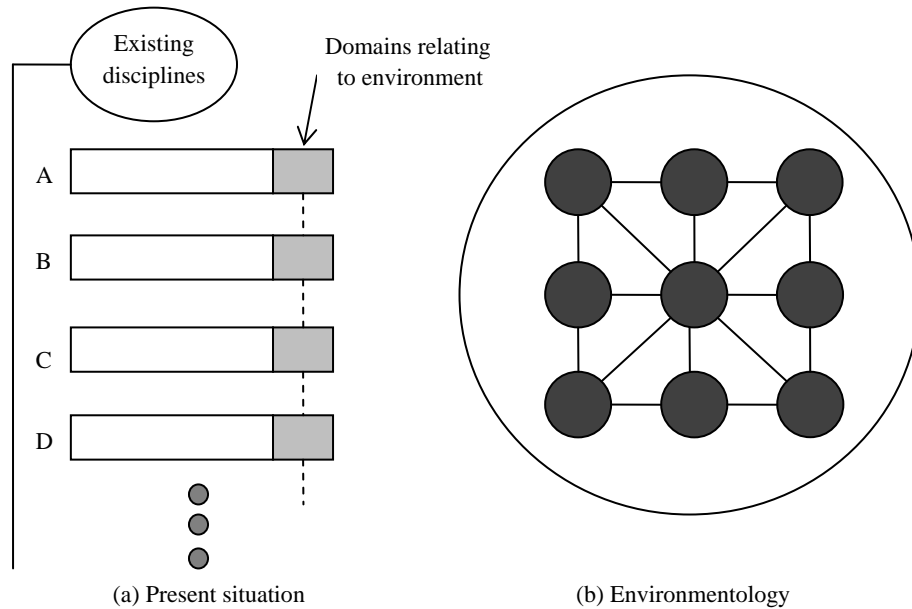 Existing
disciplines
Domains relating
to environment
A
B
C
D
(a) Present situation
(b) Environmentology